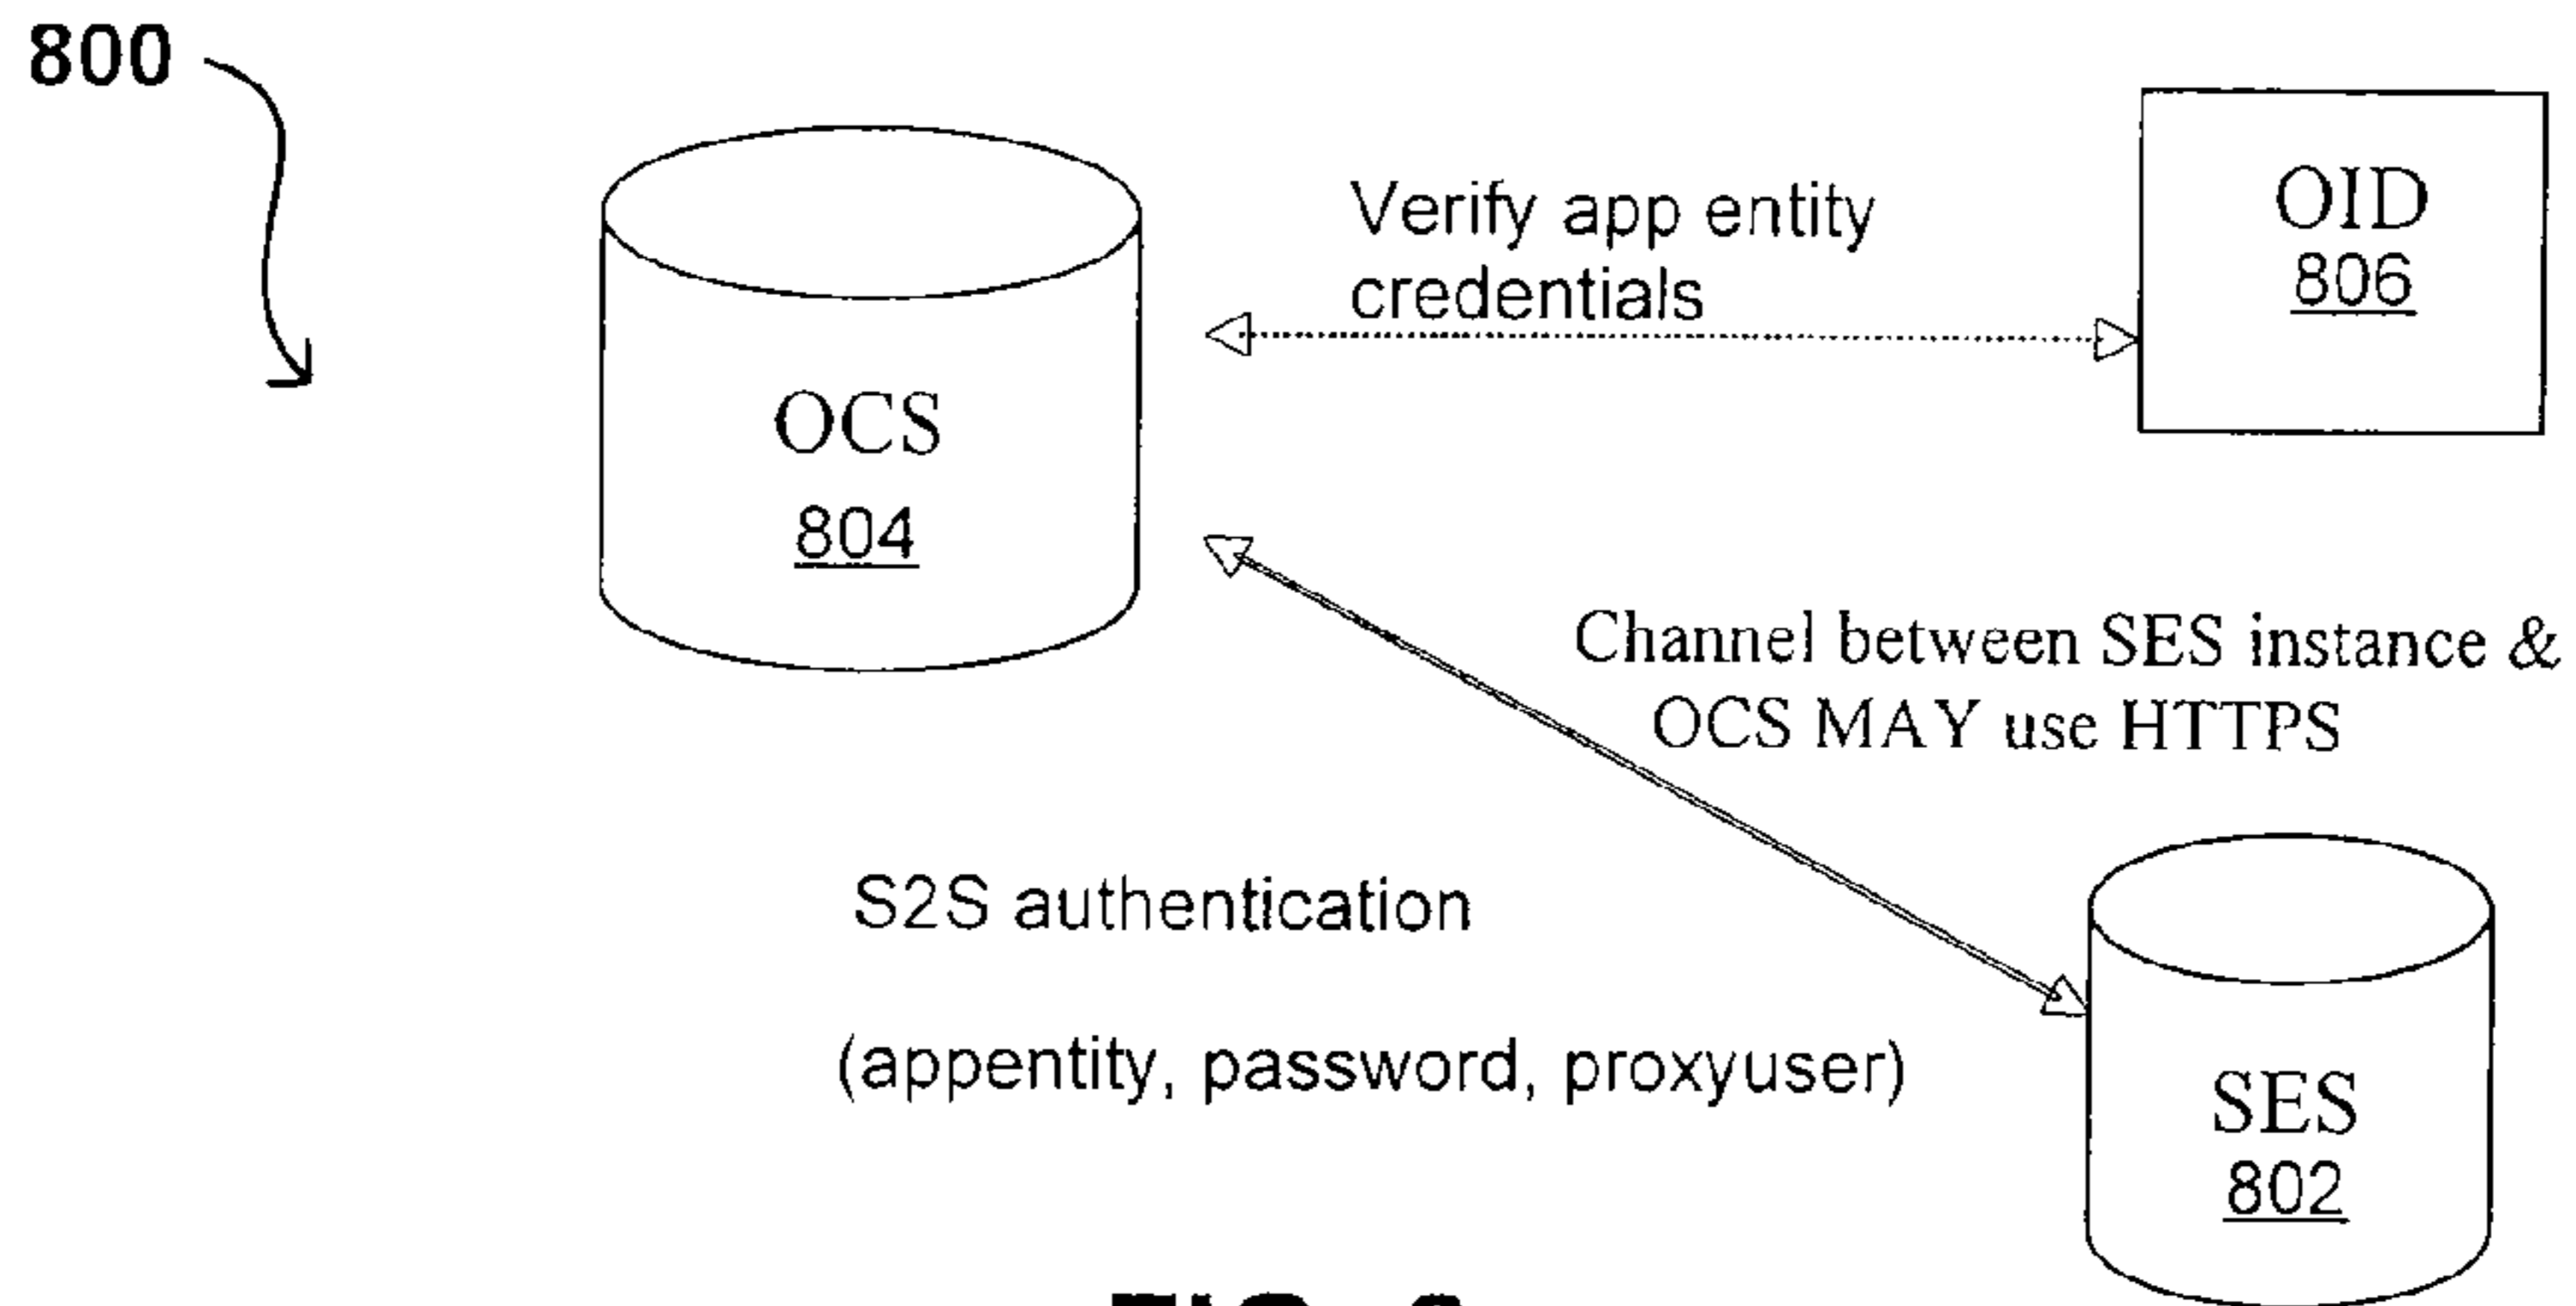 800
OID
806
Verify app entity
credentials
OCS
804
Channel between SES instance &
OCS MAY use HTTPS
S2S authentication
(appentity, password, proxyuser)
SES
802